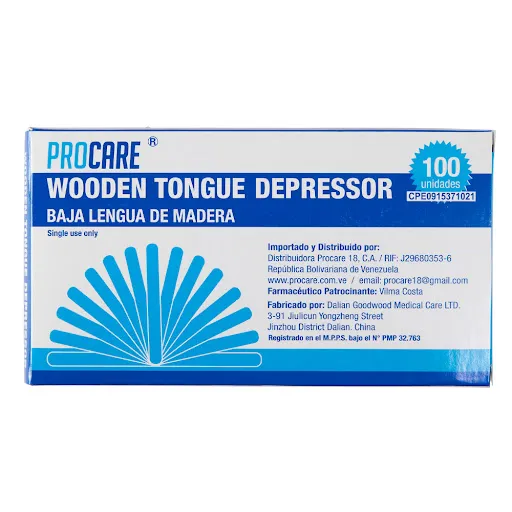 PROCARE ®
WOODEN TONGUE DEPRESSOR
BAJA LENGUA DE MADERA
Single use only
100
unidades
CPE0915371021
Importado y Distribuido por:
Distribuidora Procare 18, C.A. / RIF: J29680353-6
República Bolivariana de Venezuela
www.procare.com.ve / email: procare18@gmail.com
Farmacéutico Patrocinante: Vilma Costa
Fabricado por: Dalian Goodwood Medical Care LTD.
3-91 Jiulicun Yongzheng Street
Jinzhou District Dalian. China
Registrado en el M.P.P.S. bajo el N° PMP 32.763